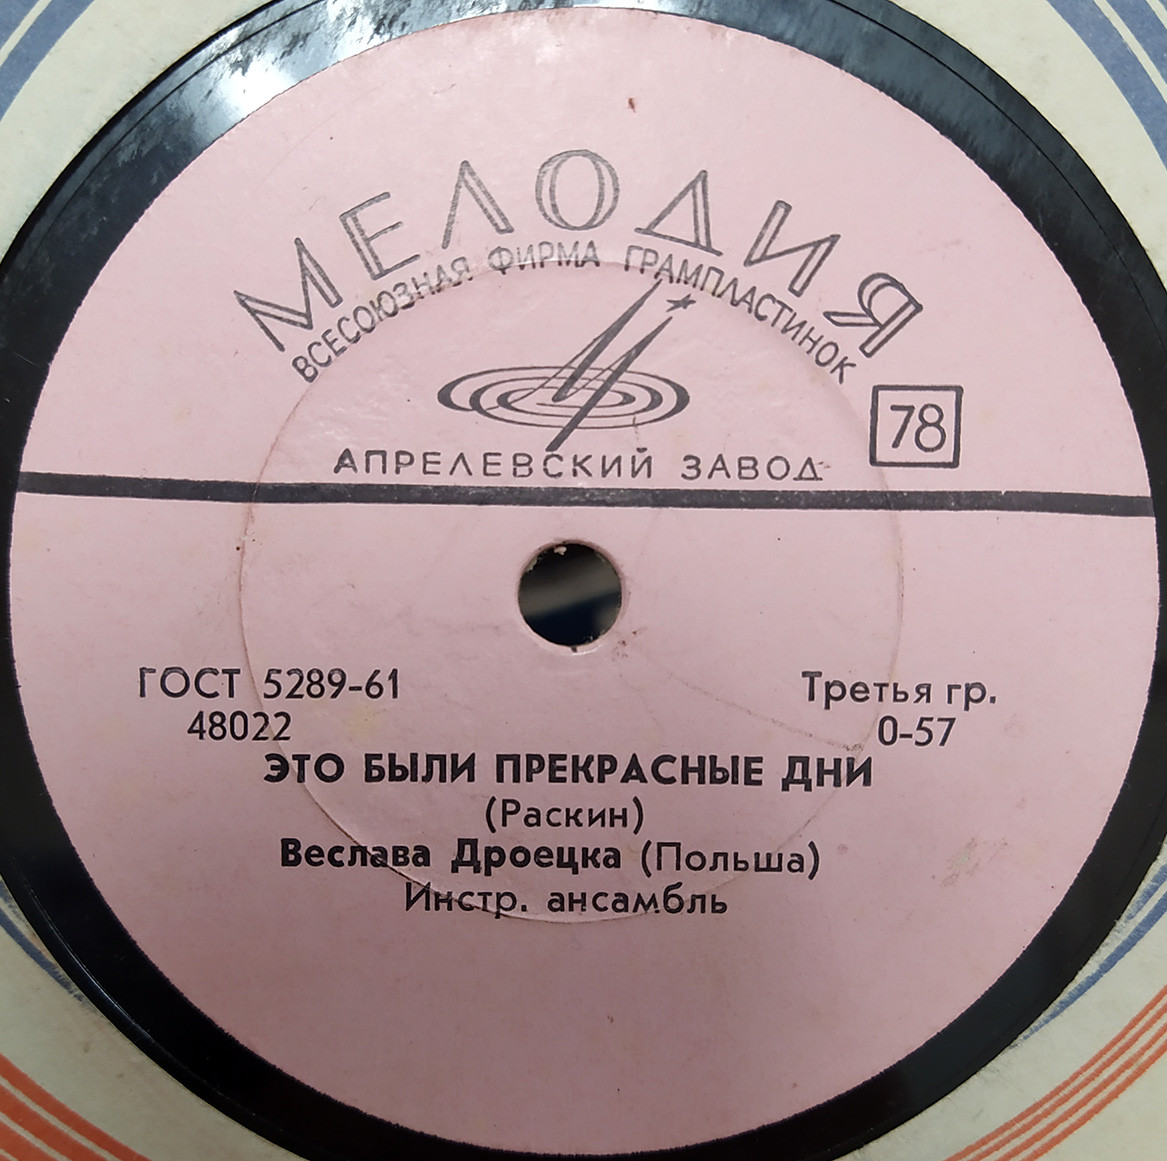 МЕЛОДИЯ
ВСЕСОЮЗНАЯ ФИРМА ГРАМПЛАСТИНОК
78
АПРЕЛЕВСКИЙ ЗАВОД
ГОСТ 5289-61
48022
Третья гр.
0-57
ЭТО БЫЛИ ПРЕКРАСНЫЕ ДНИ
(Раскин)
Веслава Дроецка (Польша)
Инстр. ансамбль